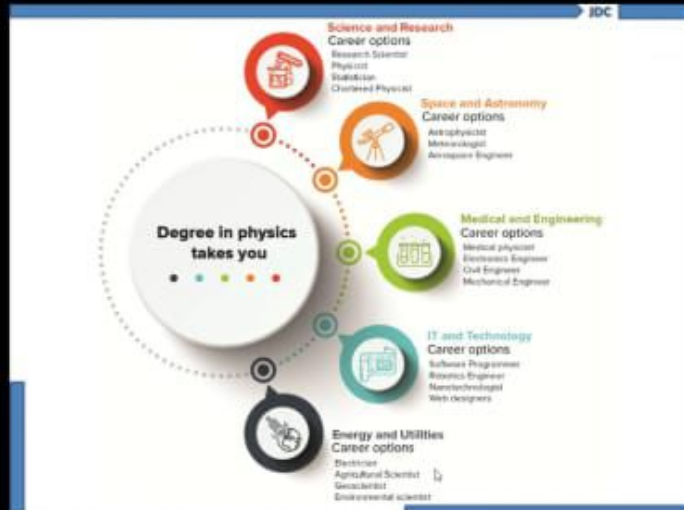 JDC
Science and Research
Career options
Research Scientist
Physicist
Statistician
Chartered Physicist
Space and Astronomy
Career options
Astrophysicist
Meteorologist
Aerospace Engineer
Degree in physics
takes you
Medical and Engineering
Career options
Medical physicist
Electronics Engineer
Civil Engineer
Mechanical Engineer
IT and Technology
Career options
Software Programmer
Robotics Engineer
Nanotechnologist
Web designers
Energy and Utilities
Career options
Electrician
Agricultural Scientist
Geoscientist
Environmental scientist